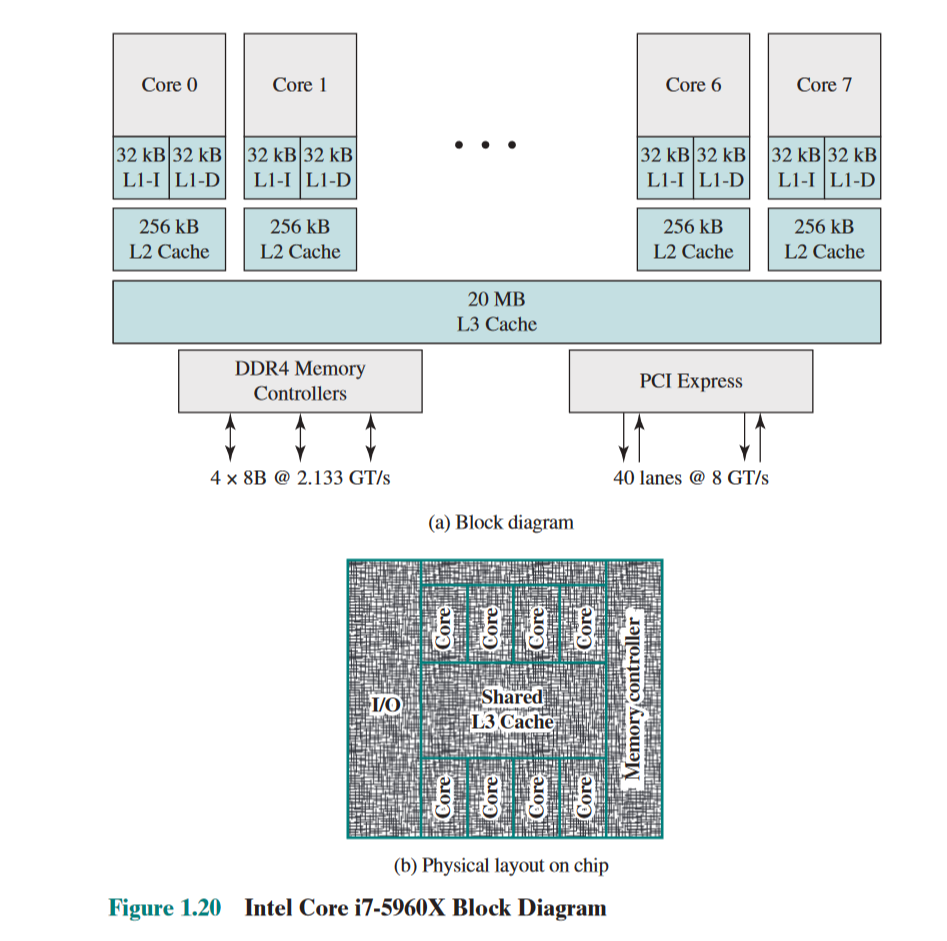 Core 0 Core 1 Core 6 Core 7
32 kB 32 kB 32 kB 32 kB 32 kB 32 kB 32 kB 32 kB
L1-I L1-D L1-I L1-D L1-I L1-D L1-I L1-D
256 kB 256 kB 256 kB 256 kB
L2 Cache L2 Cache L2 Cache L2 Cache
20 MB
L3 Cache
DDR4 Memory
Controllers
PCI Express
4 × 8B @ 2.133 GT/s
40 lanes @ 8 GT/s
(a) Block diagram
Core Core Core Core
I/O
Shared
L3 Cache
Memory controller
Core Core Core Core
(b) Physical layout on chip
Figure 1.20 Intel Core i7-5960X Block Diagram